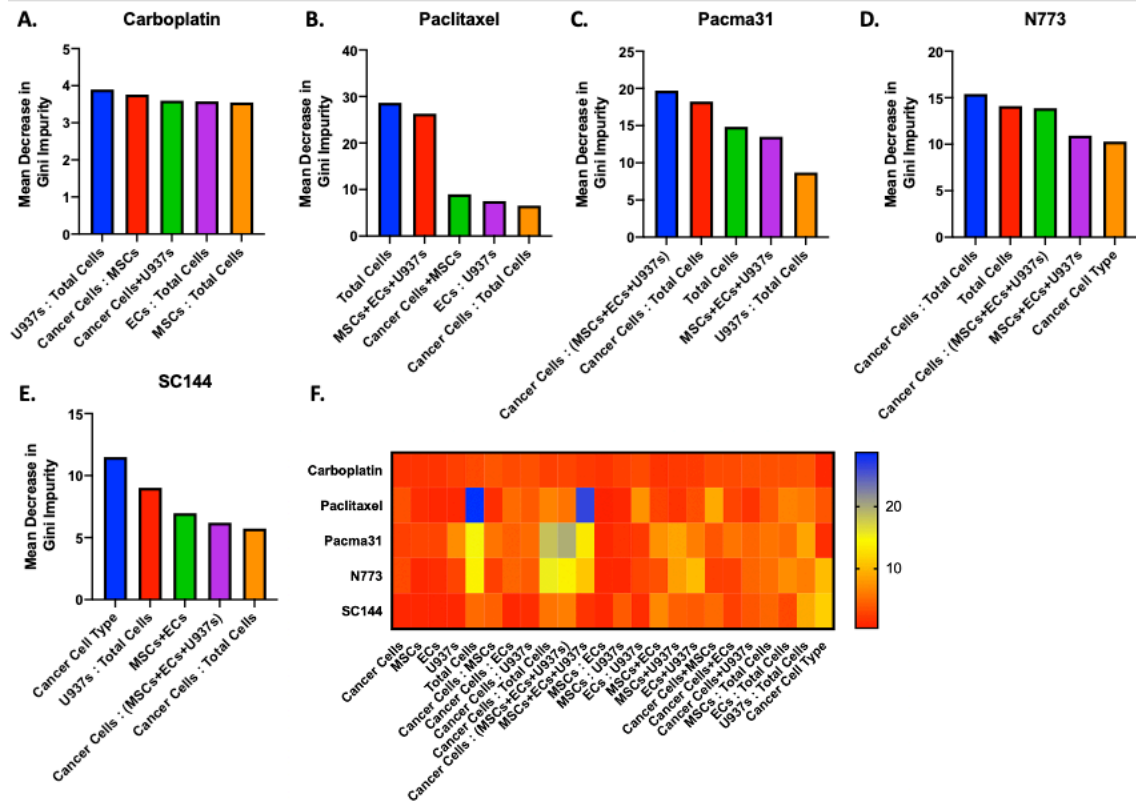 A.
Carboplatin
Mean Decrease in
Gini Impurity
5
4
3
2
1
0
U937s : Total Cells
Cancer Cells : MSCs
Cancer Cells+U937s
ECs : Total Cells
MSCs : Total Cells
B.
Paclitaxel
Mean Decrease in
Gini Impurity
40
30
20
10
0
Total Cells
MSCs+ECs+U937s
Cancer Cells+MSCs
ECs : U937s
Cancer Cells : Total Cells
C.
Pacma31
Mean Decrease in
Gini Impurity
25
20
15
10
5
0
Cancer Cells : (MSCs+ECs+U937s)
Cancer Cells : Total Cells
Total Cells
MSCs+ECs+U937s
U937s : Total Cells
D.
N773
Mean Decrease in
Gini Impurity
20
15
10
5
0
Cancer Cells : Total Cells
Total Cells
Cancer Cells : (MSCs+ECs+U937s)
MSCs+ECs+U937s
Cancer Cell Type
E.
SC144
Mean Decrease in
Gini Impurity
15
10
5
0
Cancer Cell Type
U937s : Total Cells
MSCs+ECs
Cancer Cells : (MSCs+ECs+U937s)
Cancer Cells : Total Cells
F.
Carboplatin
Paclitaxel
Pacma31
N773
SC144
Cancer Cells
MSCs
ECs
U937s
Total Cells
Cancer Cells : MSCs
Cancer Cells : ECs
Cancer Cells : U937s
Cancer Cells : Total Cells
Cancer Cells : (MSCs+ECs+U937s)
MSCs+ECs+U937s
MSCs : ECs
MSCs : U937s
ECs : U937s
MSCs+ECs
MSCs+U937s
ECs+U937s
Cancer Cells+MSCs
Cancer Cells+ECs
Cancer Cells+U937s
MSCs : Total Cells
ECs : Total Cells
U937s : Total Cells
Cancer Cell Type
20
10